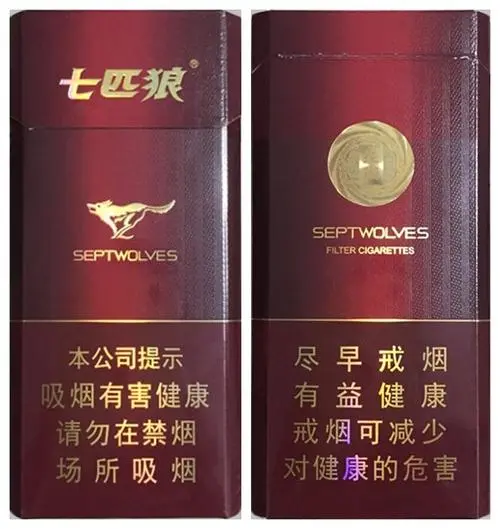 七匹狼®
SEPTWOLVES
本公司提示
吸烟有害健康
请勿在禁烟
场所吸烟
SEPTWOLVES
FILTER CIGARETTES
尽早戒烟
有益健康
戒烟可减少
对健康的危害